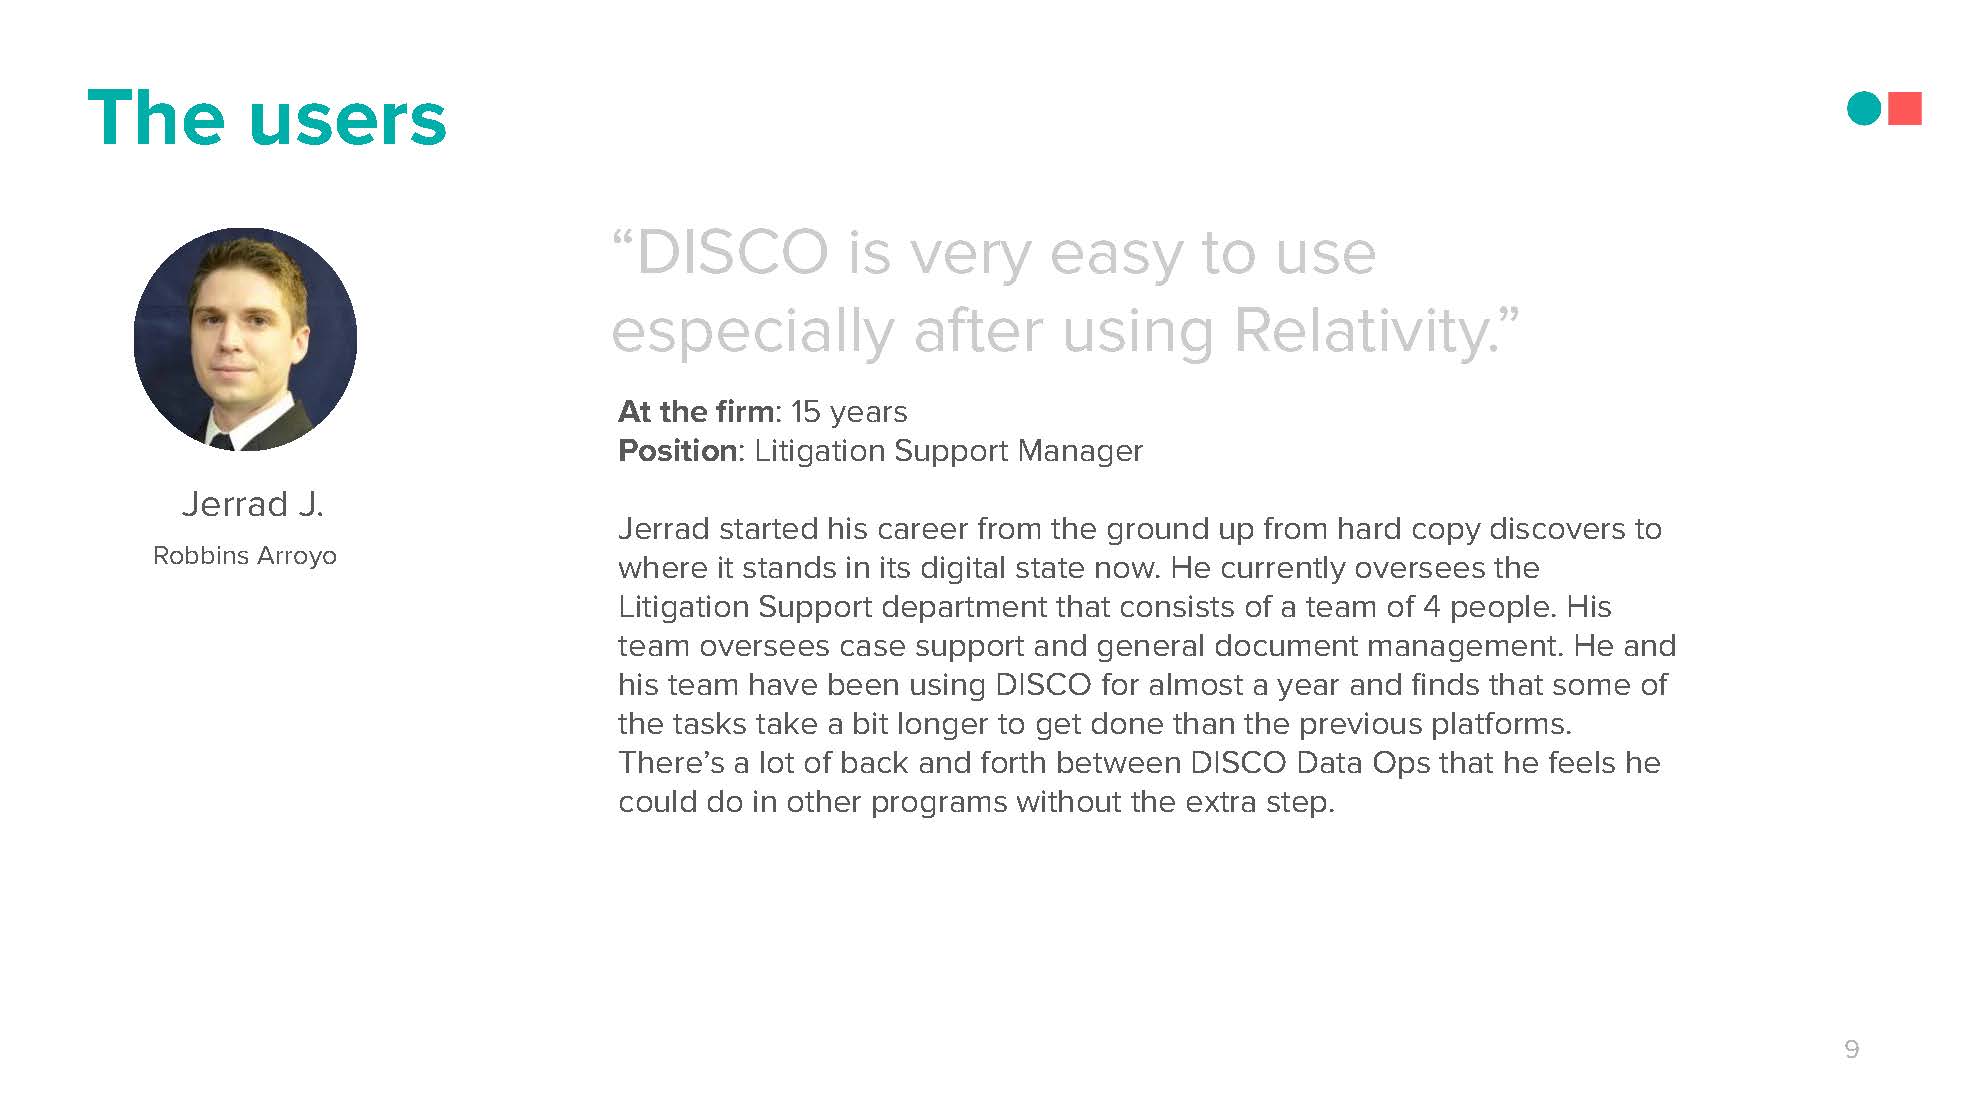 The users
“DISCO is very easy to use
especially after using Relativity.”
At the firm: 15 years
Position: Litigation Support Manager
Jerrad J.
Robbins Arroyo
Jerrad started his career from the ground up from hard copy discovers to
where it stands in its digital state now. He currently oversees the
Litigation Support department that consists of a team of 4 people. His
team oversees case support and general document management. He and
his team have been using DISCO for almost a year and finds that some of
the tasks take a bit longer to get done than the previous platforms.
There’s a lot of back and forth between DISCO Data Ops that he feels he
could do in other programs without the extra step.
9